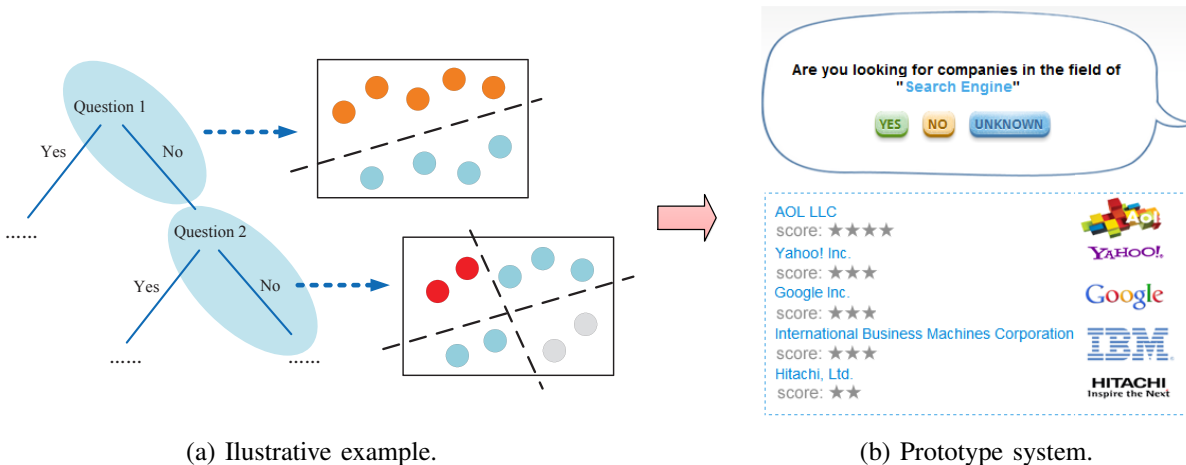 Question 1
Yes
No
......
Question 2
Yes
No
......
......
(a) Ilustrative example.
Are you looking for companies in the field of
"Search Engine"
YES NO UNKNOWN
AOL LLC
score: ★★★★
Aol
Yahoo! Inc.
score: ★★★
YAHOO!
Google Inc.
score: ★★★
Google
International Business Machines Corporation
score: ★★★
IBM
Hitachi, Ltd.
score: ★★
HITACHI
Inspire the Next
(b) Prototype system.